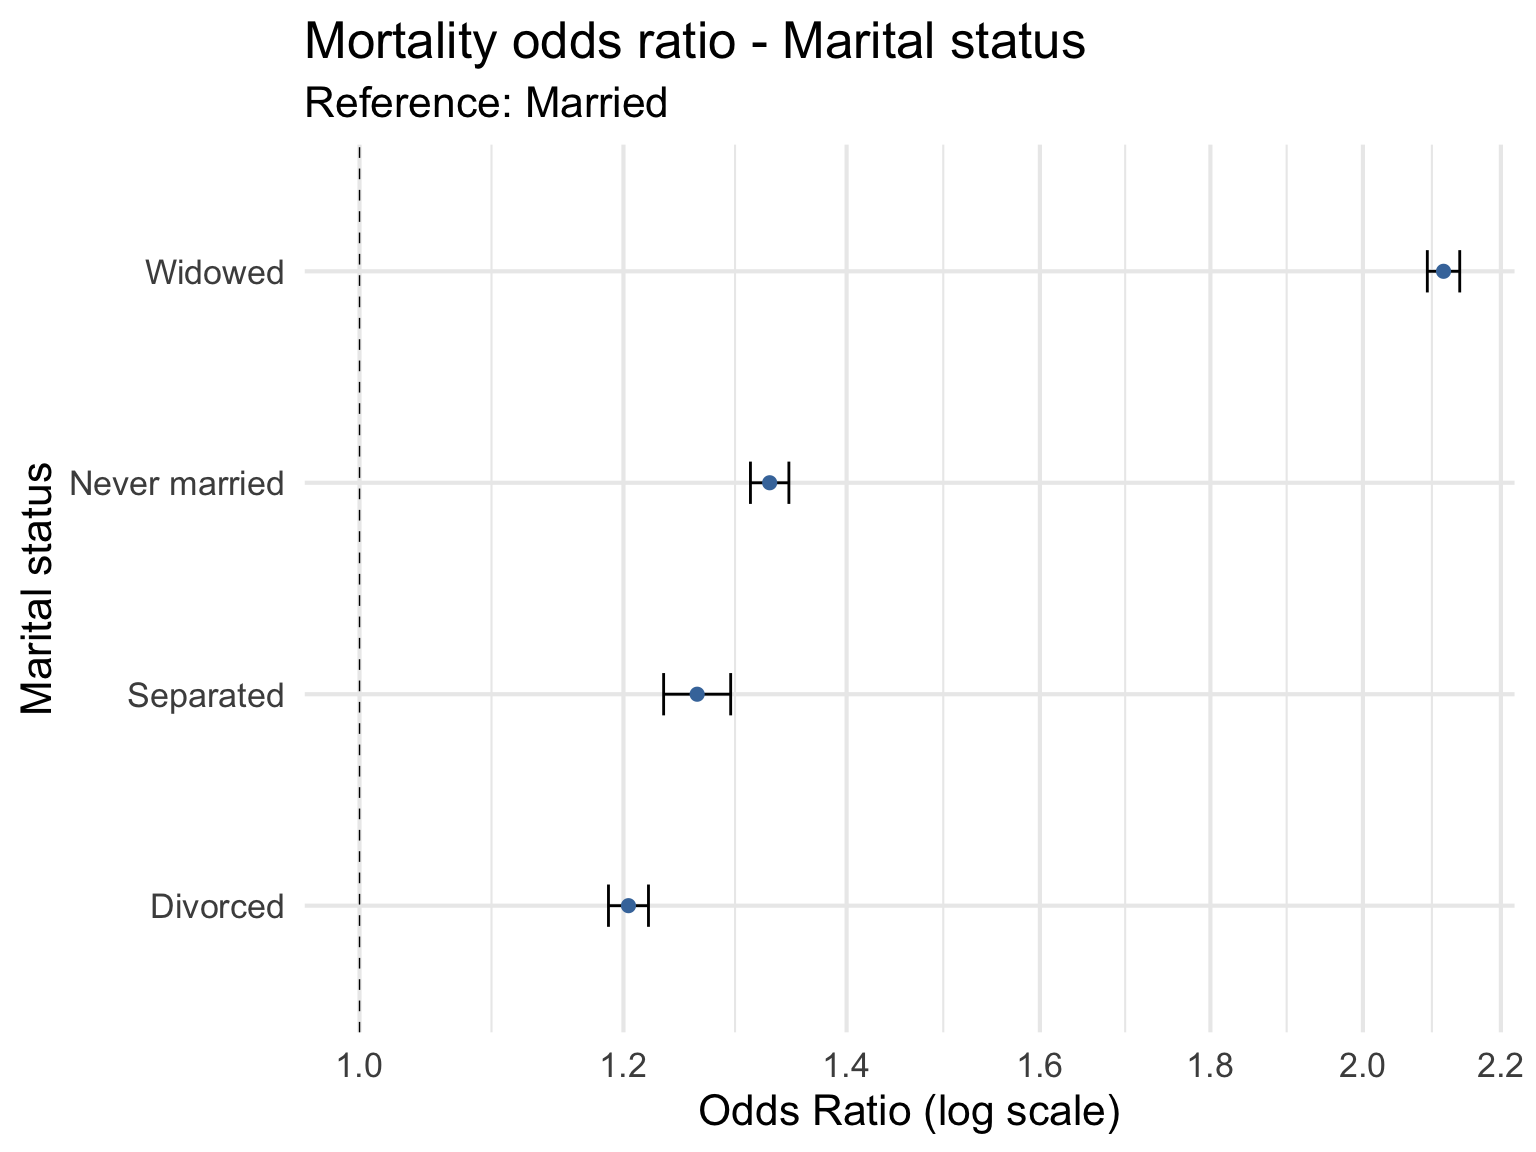 Mortality odds ratio - Marital status
Reference: Married
Marital status
Widowed
Never married
Separated
Divorced
1.0 1.2 1.4 1.6 1.8 2.0 2.2
Odds Ratio (log scale)